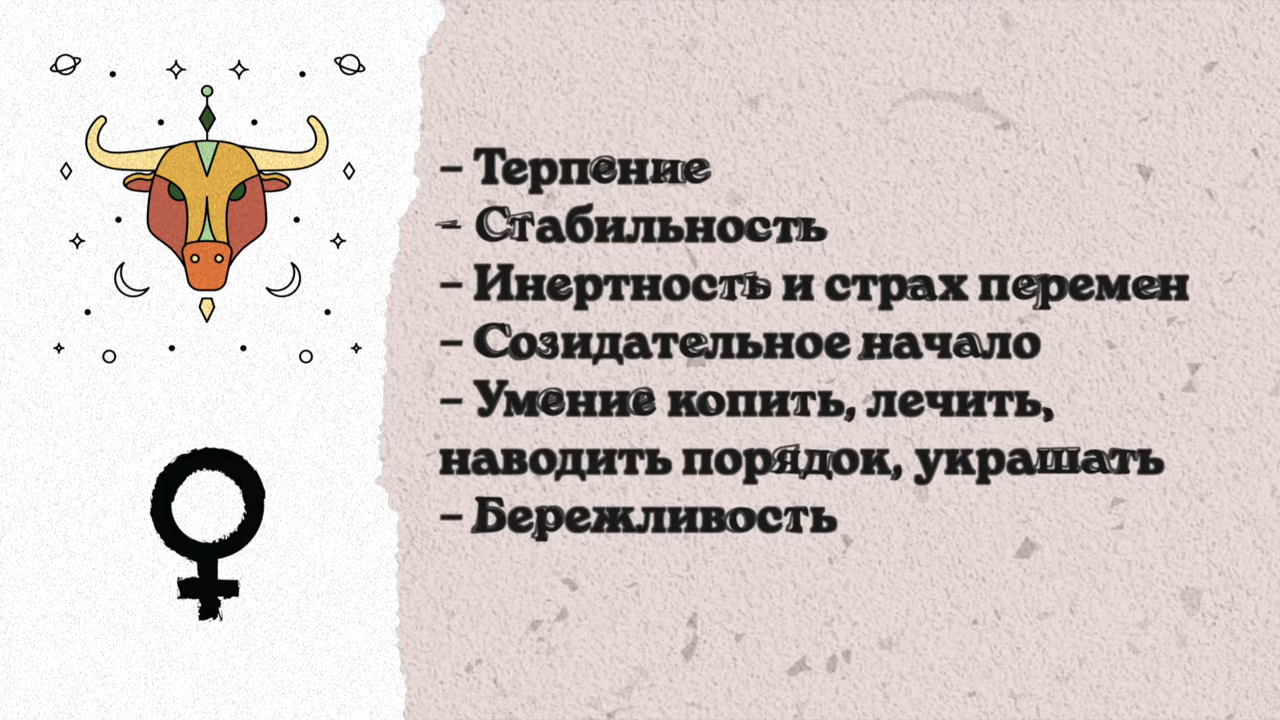 – Терпение
– Стабильность
– Инертность и страх перемен
– Созидательное начало
– Умение копить, лечить,
наводить порядок, украшать
– Бережливость